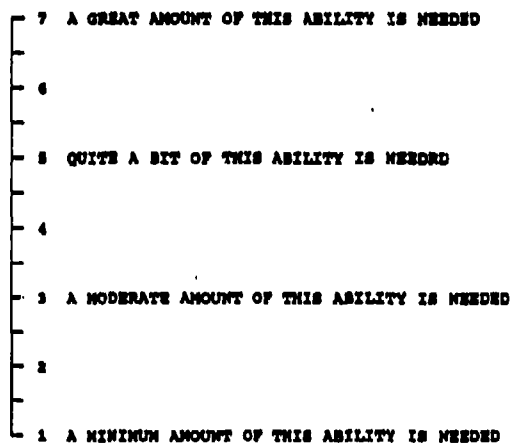 7 A GREAT AMOUNT OF THIS ABILITY IS NEEDED
6
5 QUITE A BIT OF THIS ABILITY IS NEEDED
4
3 A MODERATE AMOUNT OF THIS ABILITY IS NEEDED
2
1 A MINIMUM AMOUNT OF THIS ABILITY IS NEEDED